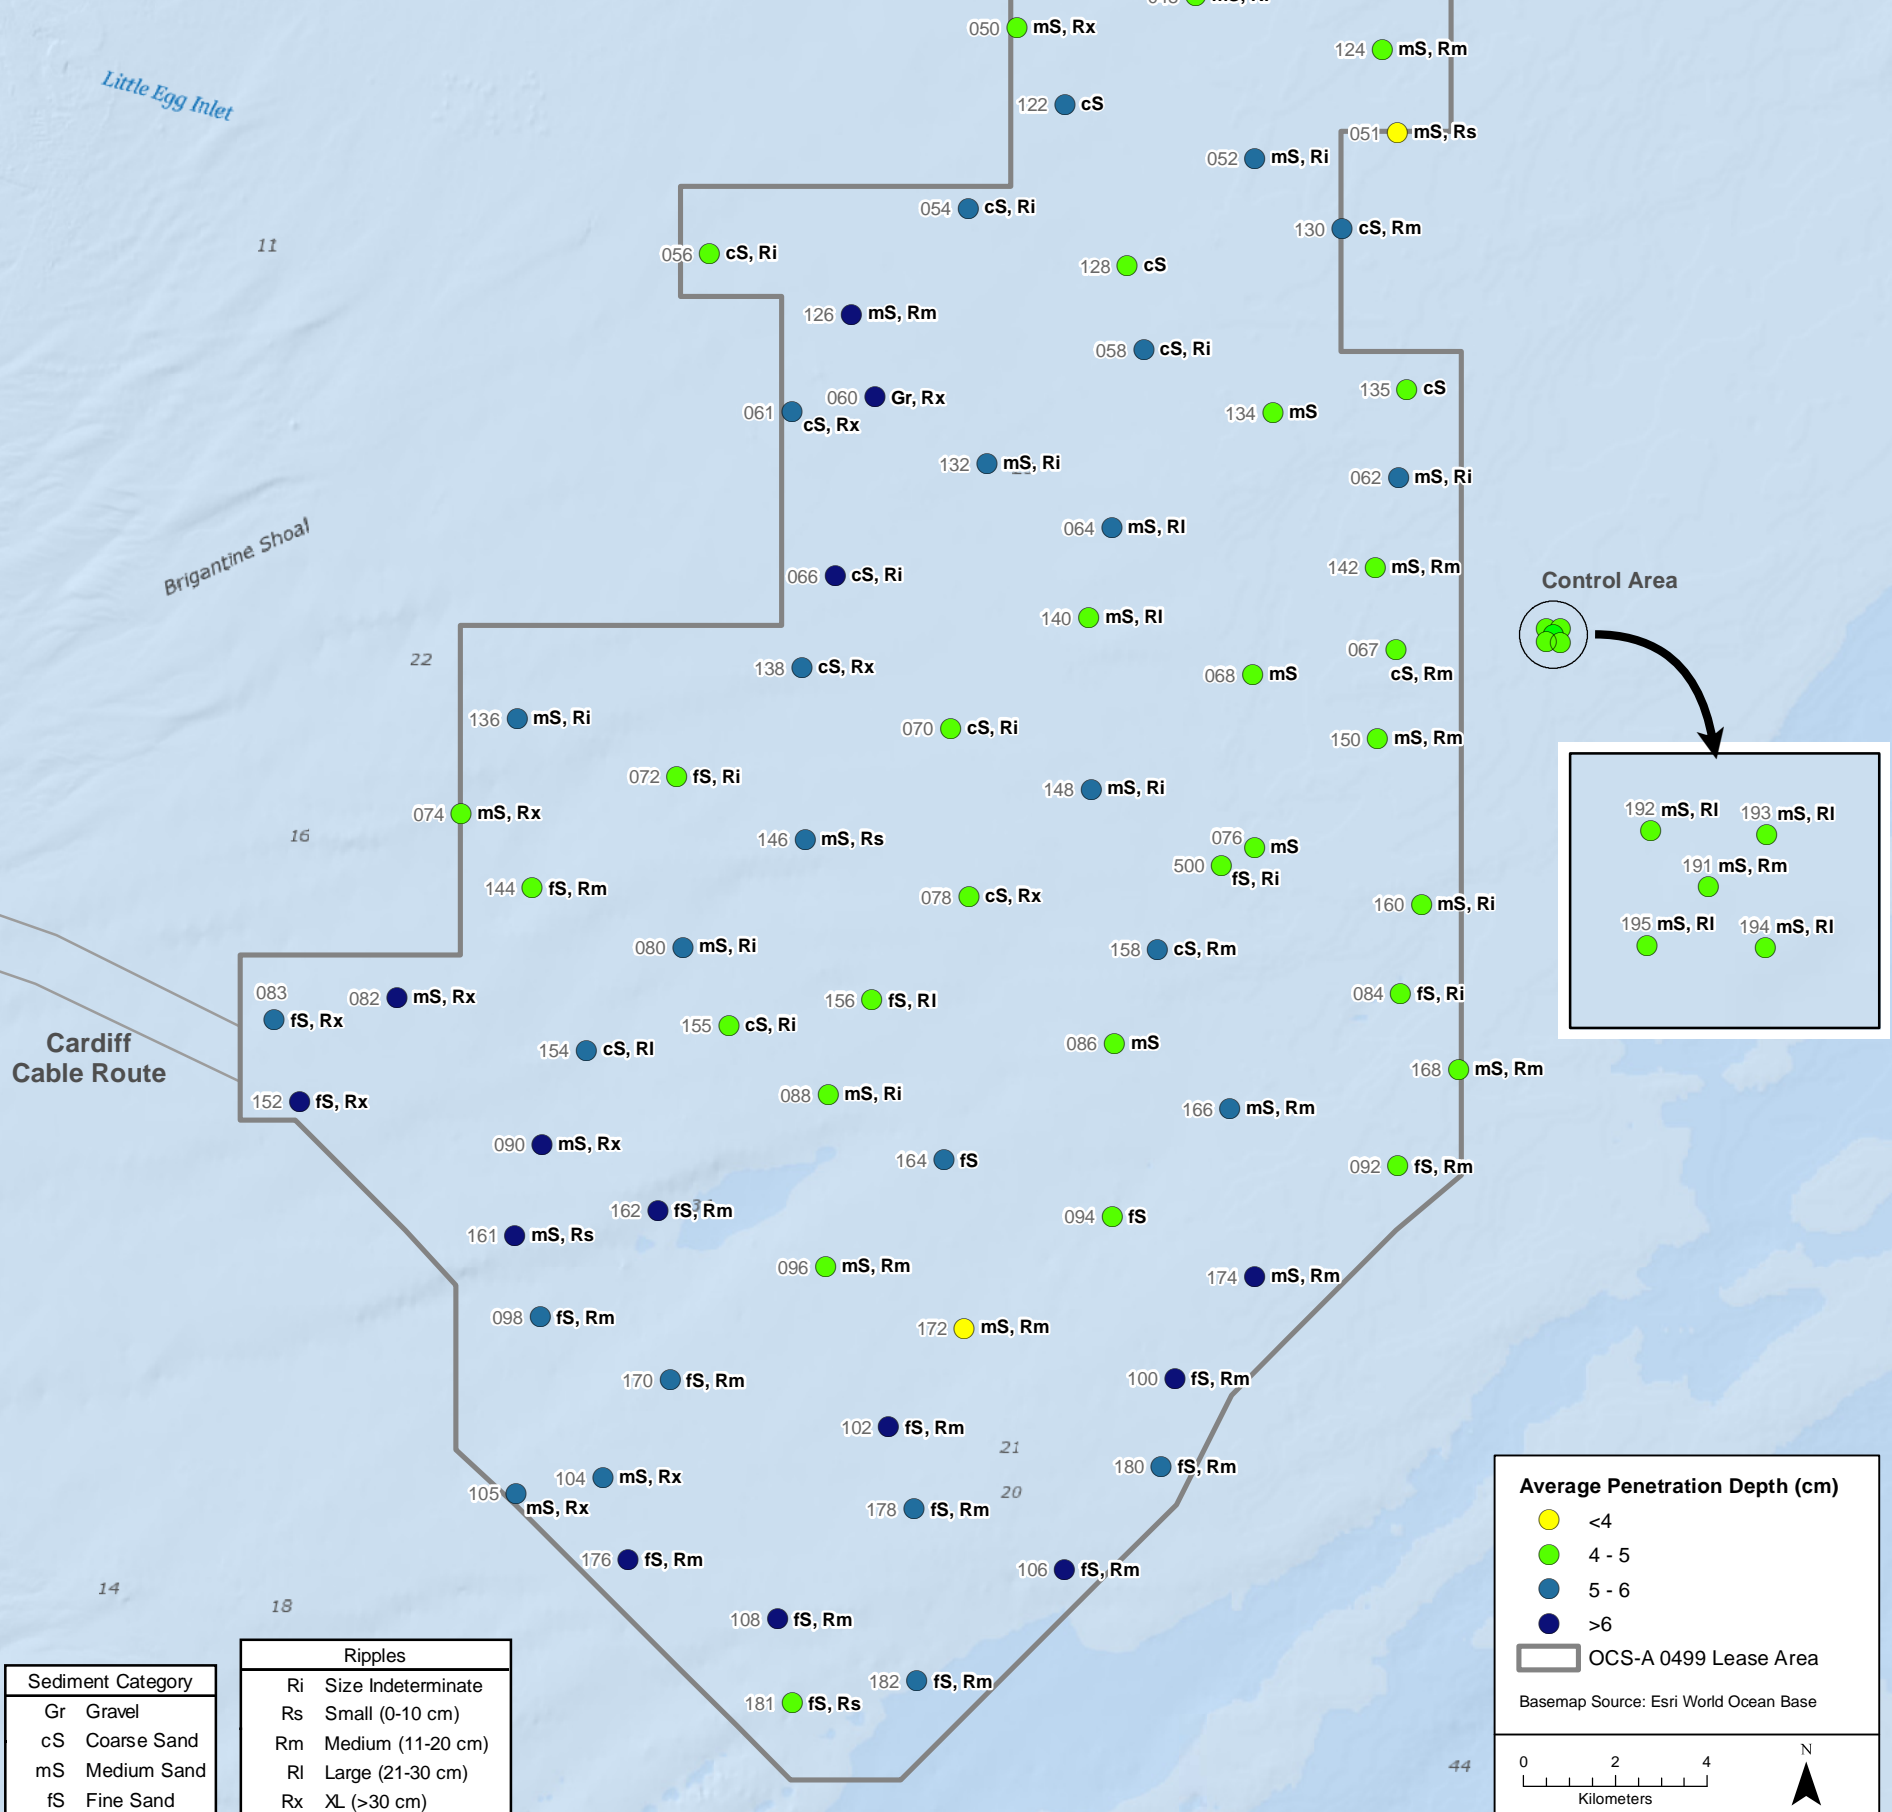 050 mS, Rx
124 mS, Rm
Little Egg Inlet
122 cS
051 mS, Rs
052 mS, Ri
054 cS, Ri
130 cS, Rm
11
056 cS, Ri
128 cS
126 mS, Rm
058 cS, Ri
135 cS
060 Gr, Rx
061 cS, Rx
134 mS
132 mS, Ri
062 mS, Ri
064 mS, Rl
Brigantine Shoal
142 mS, Rm
066 cS, Ri
Control Area
140 mS, Rl
067 cS, Rm
22
138 cS, Rx
068 mS
136 mS, Ri
070 cS, Ri
150 mS, Rm
072 fS, Ri
148 mS, Ri
074 mS, Rx
192 mS, Rl
193 mS, Rl
16
146 mS, Rs
076 mS
500 fS, Ri
191 mS, Rm
144 fS, Rm
078 cS, Rx
160 mS, Ri
195 mS, Rl
194 mS, Rl
080 mS, Ri
158 cS, Rm
083 fS, Rx
082 mS, Rx
156 fS, Rl
084 fS, Ri
155 cS, Ri
Cardiff
Cable Route
154 cS, Rl
086 mS
168 mS, Rm
152 fS, Rx
088 mS, Ri
166 mS, Rm
090 mS, Rx
164 fS
092 fS, Rm
162 fS, Rm
094 fS
161 mS, Rs
096 mS, Rm
174 mS, Rm
098 fS, Rm
172 mS, Rm
170 fS, Rm
100 fS, Rm
102 fS, Rm
21
180 fS, Rm
104 mS, Rx
105 mS, Rx
20
178 fS, Rm
176 fS, Rm
106 fS, Rm
14
18
108 fS, Rm
182 fS, Rm
181 fS, Rs
44
Sediment Category
Gr Gravel
cS Coarse Sand
mS Medium Sand
fS Fine Sand
Ripples
Ri Size Indeterminate
Rs Small (0-10 cm)
Rm Medium (11-20 cm)
Rl Large (21-30 cm)
Rx XL (>30 cm)
Average Penetration Depth (cm)
<4
4 - 5
5 - 6
>6
OCS-A 0499 Lease Area
Basemap Source: Esri World Ocean Base
0 2 4
Kilometers
N